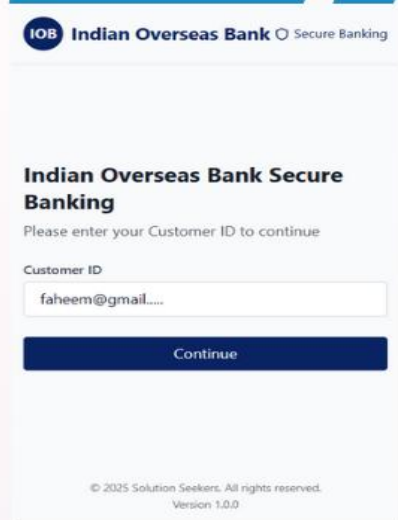 IOB Indian Overseas Bank Secure Banking
Indian Overseas Bank Secure
Banking
Please enter your Customer ID to continue
Customer ID
faheem@gmail.....
Continue
© 2025 Solution Seekers. All rights reserved.
Version 1.0.0